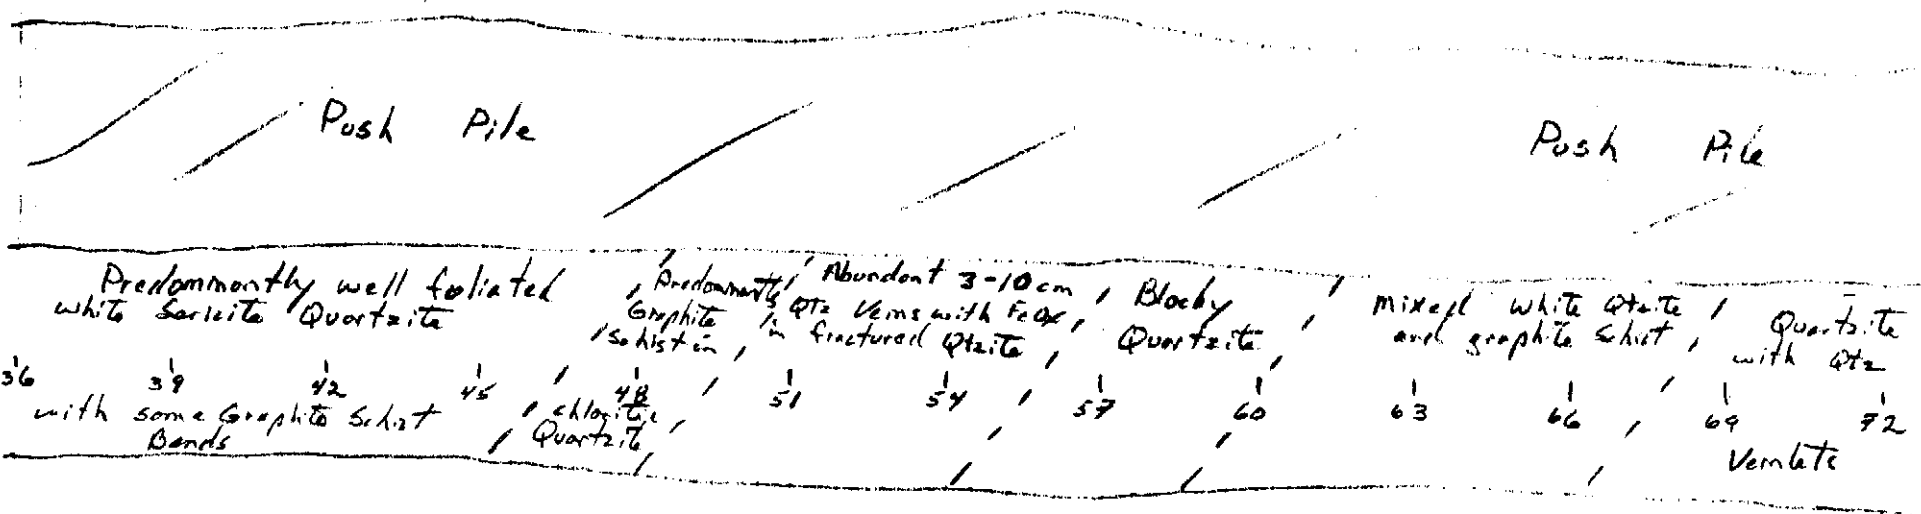 Push Pile
Push Pile
Predominantly well foliated
white Sericite Quartzite
with some Graphite Schist
Bands
chloritic
Quartzite
Predominantly
Graphite
Schist in
Abundant 3-10 cm
Qtz Veins with FeOx
in fractured Qtzite
Blocky
Quartzite
mixed white Qtzite
and graphite Schist
Quartzite
with Qtz
Veinlets
36 39 42 45 48 51 54 57 60 63 66 69 72